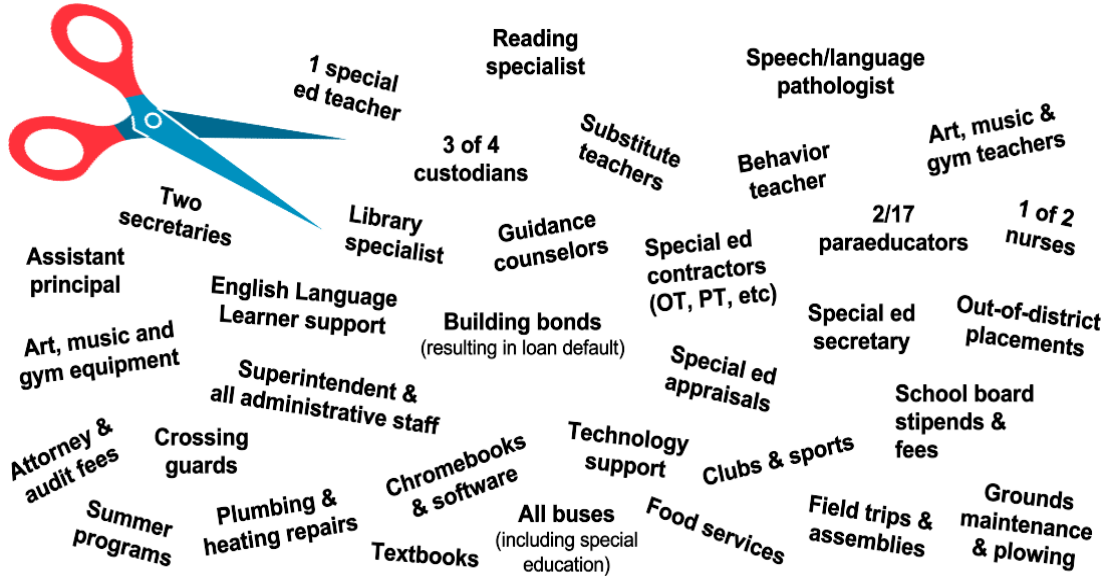 Reading
specialist
1 special
ed teacher
Speech/language
pathologist
3 of 4
custodians
Substitute
teachers
Behavior
teacher
Art, music &
gym teachers
Two
secretaries
Library
specialist
Guidance
counselors
Special ed
contractors
(OT, PT, etc)
2/17
paraeducators
1 of 2
nurses
Assistant
principal
English Language
Learner support
Building bonds
(resulting in loan default)
Special ed
secretary
Out-of-district
placements
Art, music and
gym equipment
Superintendent &
all administrative staff
Special ed
appraisals
School board
stipends &
fees
Attorney &
audit fees
Crossing
guards
Chromebooks
& software
Technology
support
Clubs & sports
Summer
programs
Plumbing &
heating repairs
Textbooks
All buses
(including special
education)
Food services
Field trips &
assemblies
Grounds
maintenance
& plowing